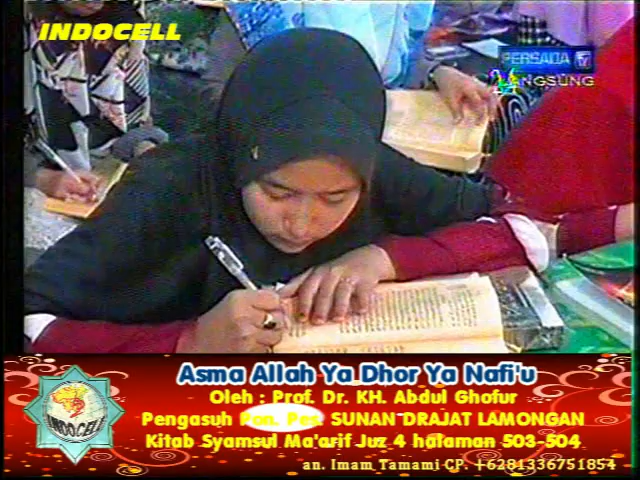 INDOCELL
PERSADA TV
LANGSUNG
Asma Allah Ya Dhor Ya Nafi'u
Oleh : Prof. Dr. KH. Abdul Ghofur
Pengasuh Pon. Pes. SUNAN DRAJAT LAMONGAN
Kitab Syamsul Ma'arif Juz 4 halaman 503-504
INDOCELL
an. Imam Tamami CP. +6281336751854